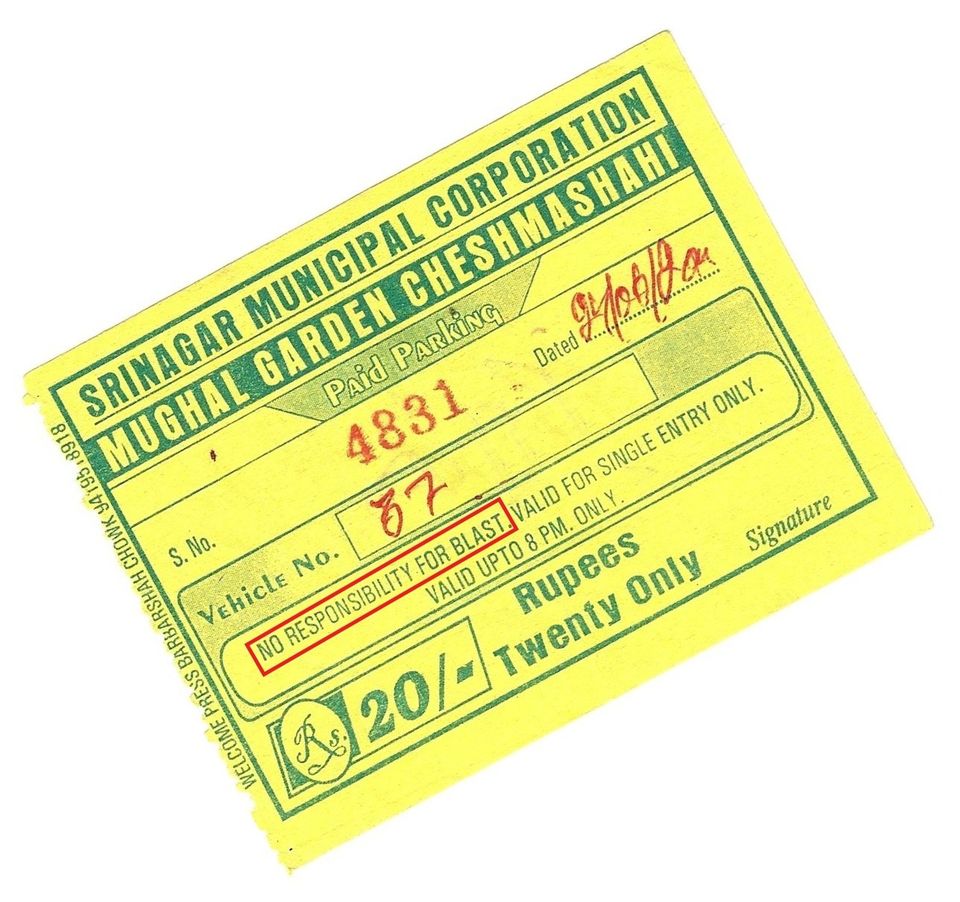 SRINAGAR MUNICIPAL CORPORATION
MUGHAL GARDEN CHESHMASHAHI
Paid Parking
Dated
4831
S. No.
Vehicle No. 87
NO RESPONSIBILITY FOR BLAST. VALID FOR SINGLE ENTRY ONLY.
VALID UPTO 8 PM. ONLY.
Rs. 20/- Rupees
Twenty Only
Signature
WELCOME PRESS BARBARSHAH CHOWK